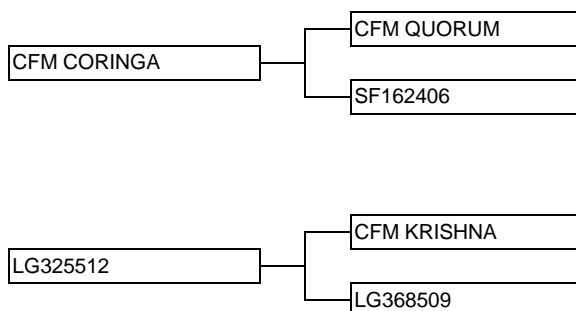 CFM QUORUM
CFM CORINGA
SF162406
CFM KRISHNA
LG325512
LG368509